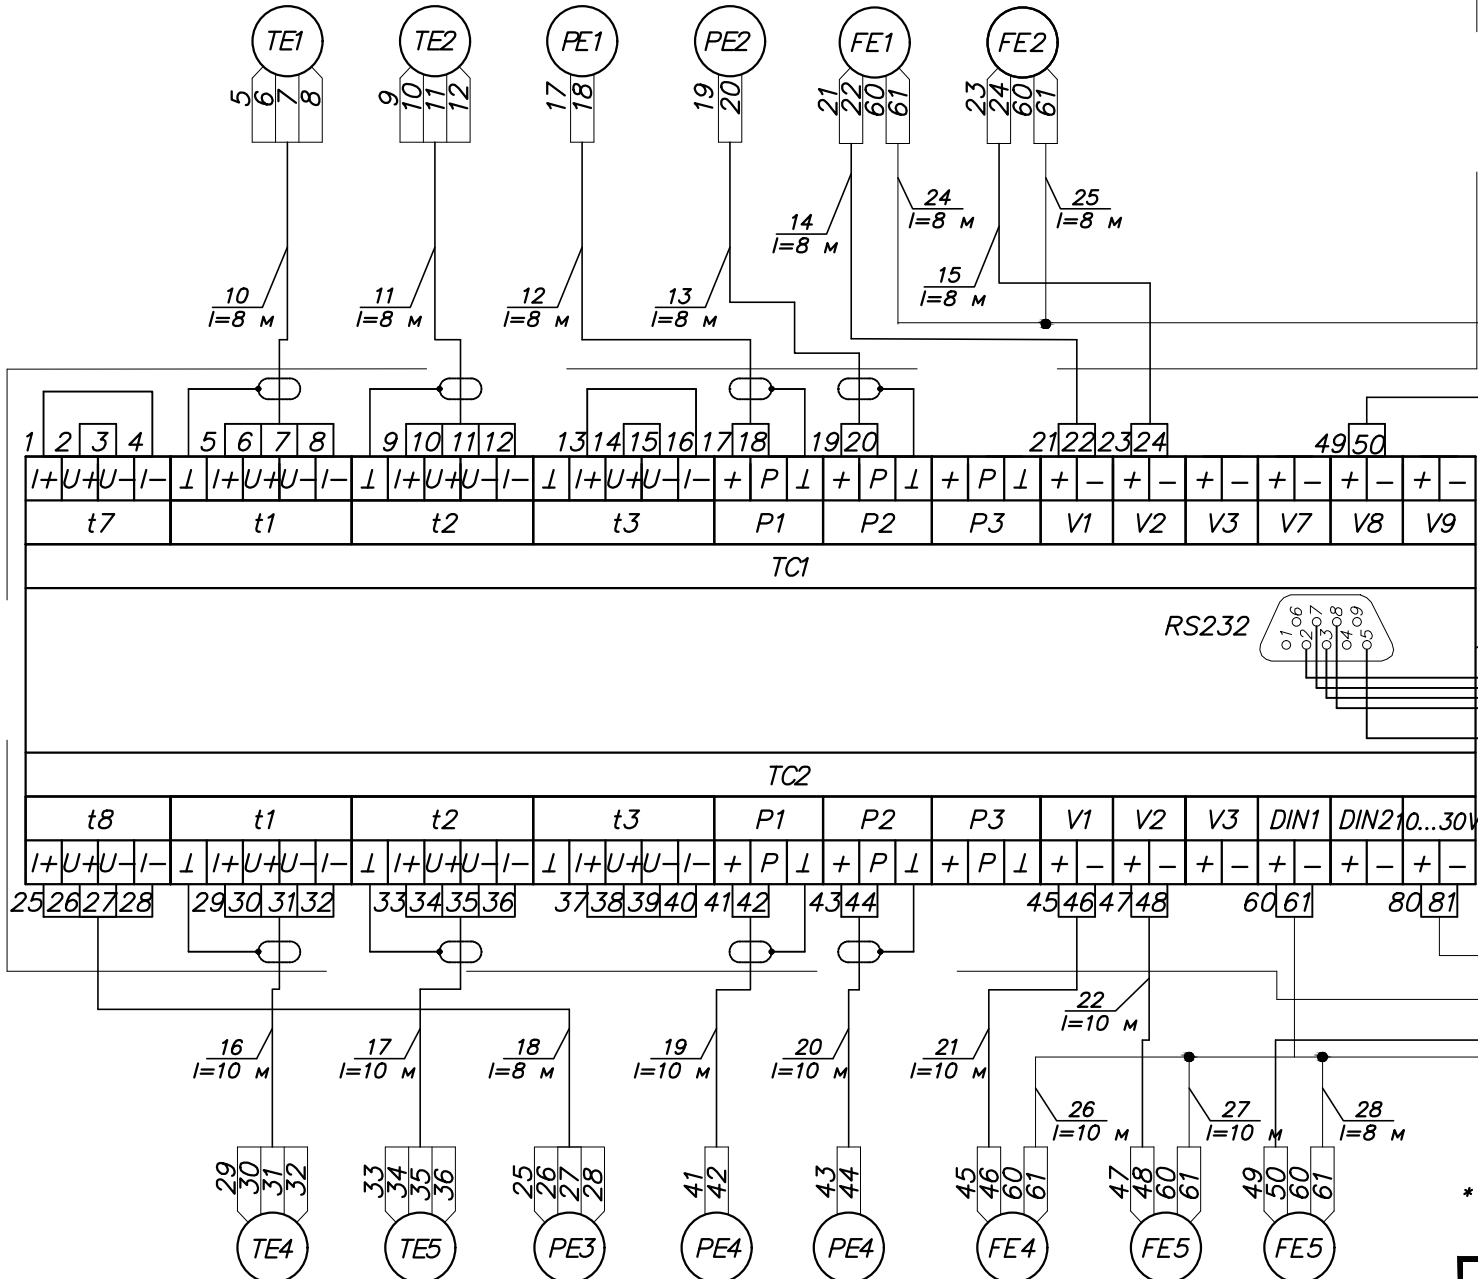 TE1 TE2 PE1 PE2 FE1 FE2
5 6 7 8 9 10 11 12 17 18 19 20 21 22 60 61 23 24 60 61
24 25
l=8 м l=8 м
14
l=8 м
15
l=8 м
10 11 12 13
l=8 м l=8 м l=8 м l=8 м
1 2 3 4 5 6 7 8 9 10 11 12 13 14 15 16 17 18 19 20 21 22 23 24 49 50
I+ U+ U- I- ⊥ I+ U+ U- I- ⊥ I+ U+ U- I- ⊥ I+ U+ U- I- + P ⊥ + P ⊥ + P ⊥ + - + - + - + - + - + -
t7 t1 t2 t3 P1 P2 P3 V1 V2 V3 V7 V8 V9
TC1
RS232
6 7 8 9
1 2 3 4 5
TC2
t8 t1 t2 t3 P1 P2 P3 V1 V2 V3 DIN1 DIN2 10...30V
I+ U+ U- I- ⊥ I+ U+ U- I- ⊥ I+ U+ U- I- ⊥ I+ U+ U- I- + P ⊥ + P ⊥ + P ⊥ + - + - + - + - + - + -
25 26 27 28 29 30 31 32 33 34 35 36 37 38 39 40 41 42 43 44 45 46 47 48 60 61 80 81
22
l=10 м
16 17 18 19 20 21
l=10 м l=10 м l=8 м l=10 м l=10 м l=10 м
26 27 28
l=10 м l=10 м l=8 м
29 30 31 32 33 34 35 36 25 26 27 28 41 42 43 44 45 46 60 61 47 48 60 61 49 50 60 61
*
TE4 TE5 PE3 PE4 PE4 FE4 FE5 FE5